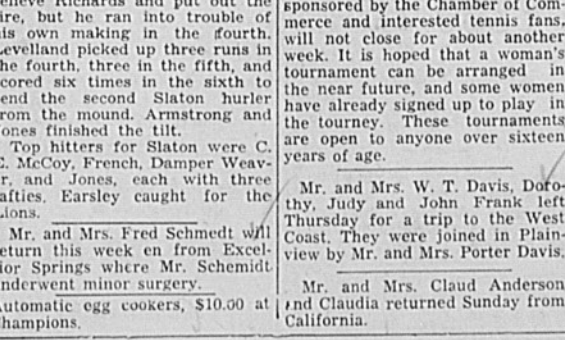 Richards and put out the
ire, but he ran into trouble of
his own making in the fourth.
Levelland picked up three runs in
the fourth, three in the fifth, and
scored six times in the sixth to
end the second Slaton hurler
from the mound. Armstrong and
Jones finished the tilt.
Top hitters for Slaton were C.
E. McCoy, French, Damper Weav-
er, and Jones, each with three
afties. Earsley caught for the
Lions.
Mr. and Mrs. Fred Schmedt will
return this week en from Excel-
sior Springs where Mr. Schemidt
underwent minor surgery.
Automatic egg cookers, $10.00 at
Champions.
sponsored by the Chamber of Com-
merce and interested tennis fans,
will not close for about another
week. It is hoped that a woman's
tournament can be arranged in
the near future, and some women
have already signed up to play in
the tourney. These tournaments
are open to anyone over sixteen
years of age.
Mr. and Mrs. W. T. Davis, Doro-
thy, Judy and John Frank left
Thursday for a trip to the West
Coast. They were joined in Plain-
view by Mr. and Mrs. Porter Davis.
Mr. and Mrs. Claud Anderson
and Claudia returned Sunday from
California.